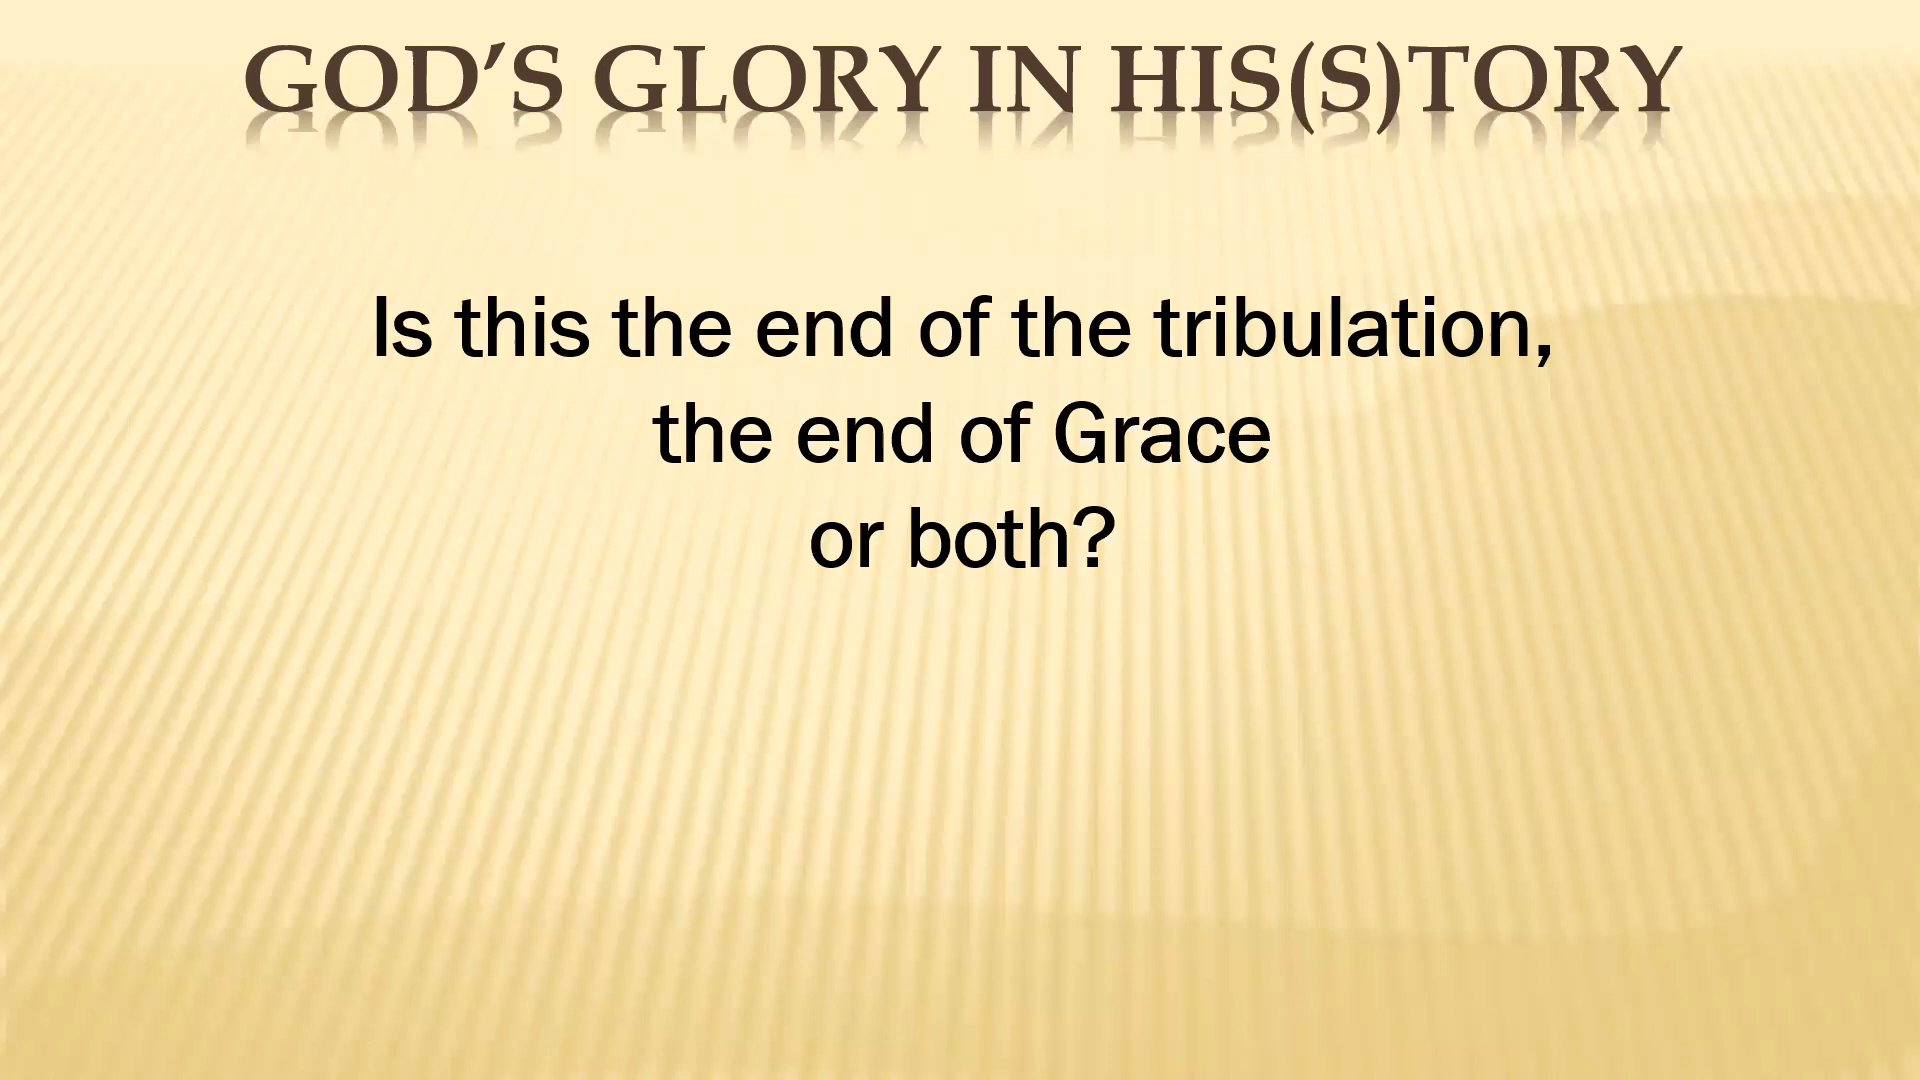 GOD’S GLORY IN HIS(S)TORY
Is this the end of the tribulation,
the end of Grace
or both?